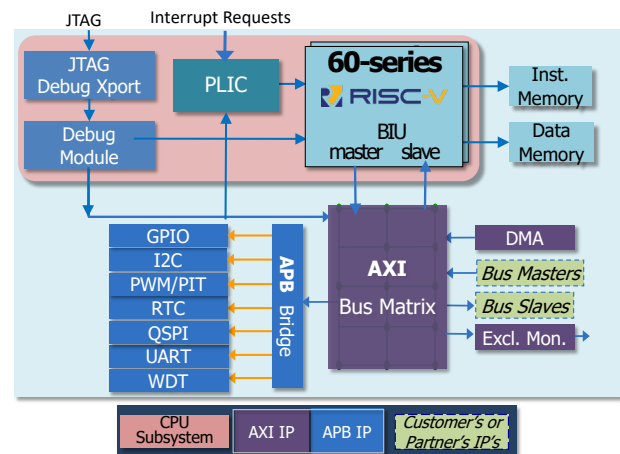 JTAG
Interrupt Requests
JTAG
Debug Xport
PLIC
60-series
RISC-V
BIU
master slave
Inst.
Memory
Debug
Module
Data
Memory
GPIO
I2C
PWM/PIT
RTC
QSPI
UART
WDT
APB
Bridge
AXI
Bus Matrix
DMA
Bus Masters
Bus Slaves
Excl. Mon.
CPU
Subsystem
AXI IP
APB IP
Customer's or
Partner's IP's